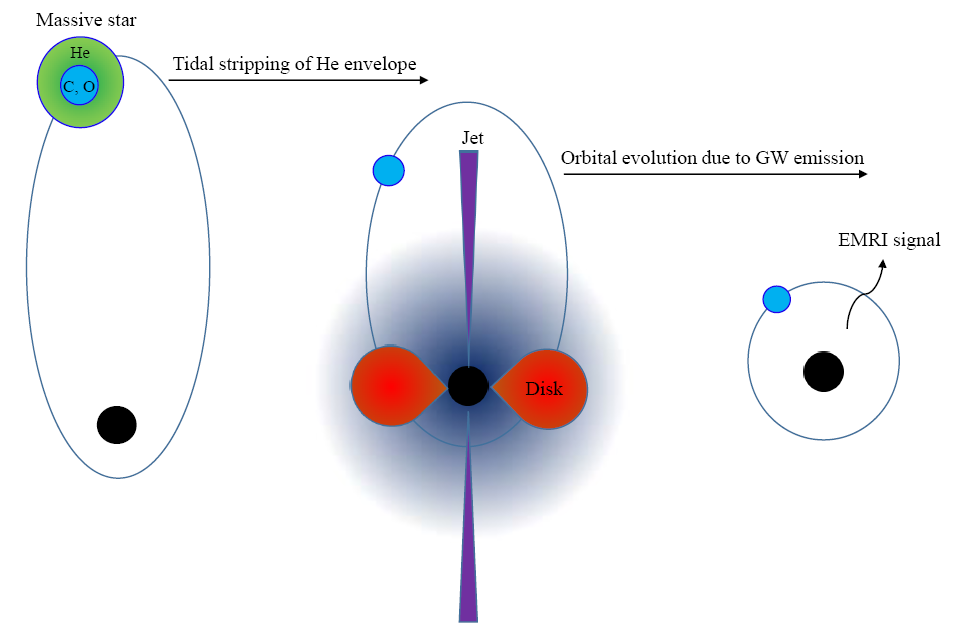 Massive star
He
C, O
Tidal stripping of He envelope
Jet
Orbital evolution due to GW emission
EMRI signal
Disk